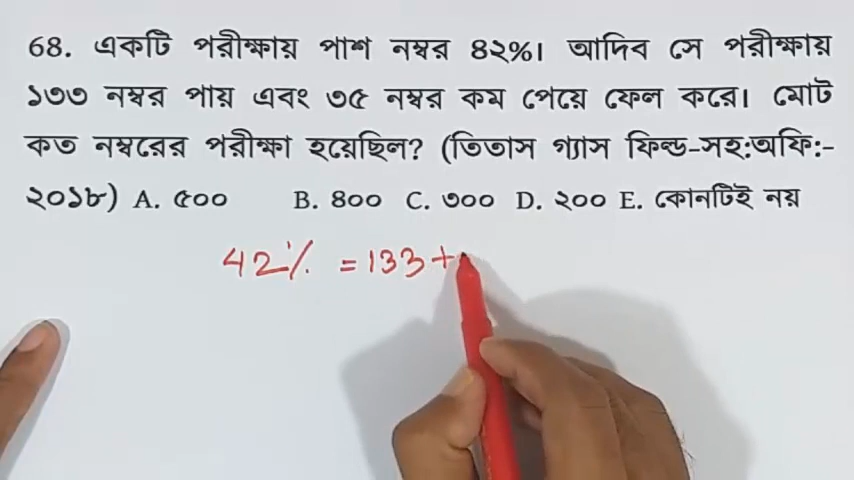 68. একটি পরীক্ষায় পাশ নম্বর ৪২%। আদিব সে পরীক্ষায়
১৩৩ নম্বর পায় এবং ৩৫ নম্বর কম পেয়ে ফেল করে। মোট
কত নম্বরের পরীক্ষা হয়েছিল? (তিতাস গ্যাস ফিল্ড-সহ:অফি:-
২০১৮) A. ৫০০ B. ৪০০ C. ৩০০ D. ২০০ E. কোনটিই নয়
42% = 133 +